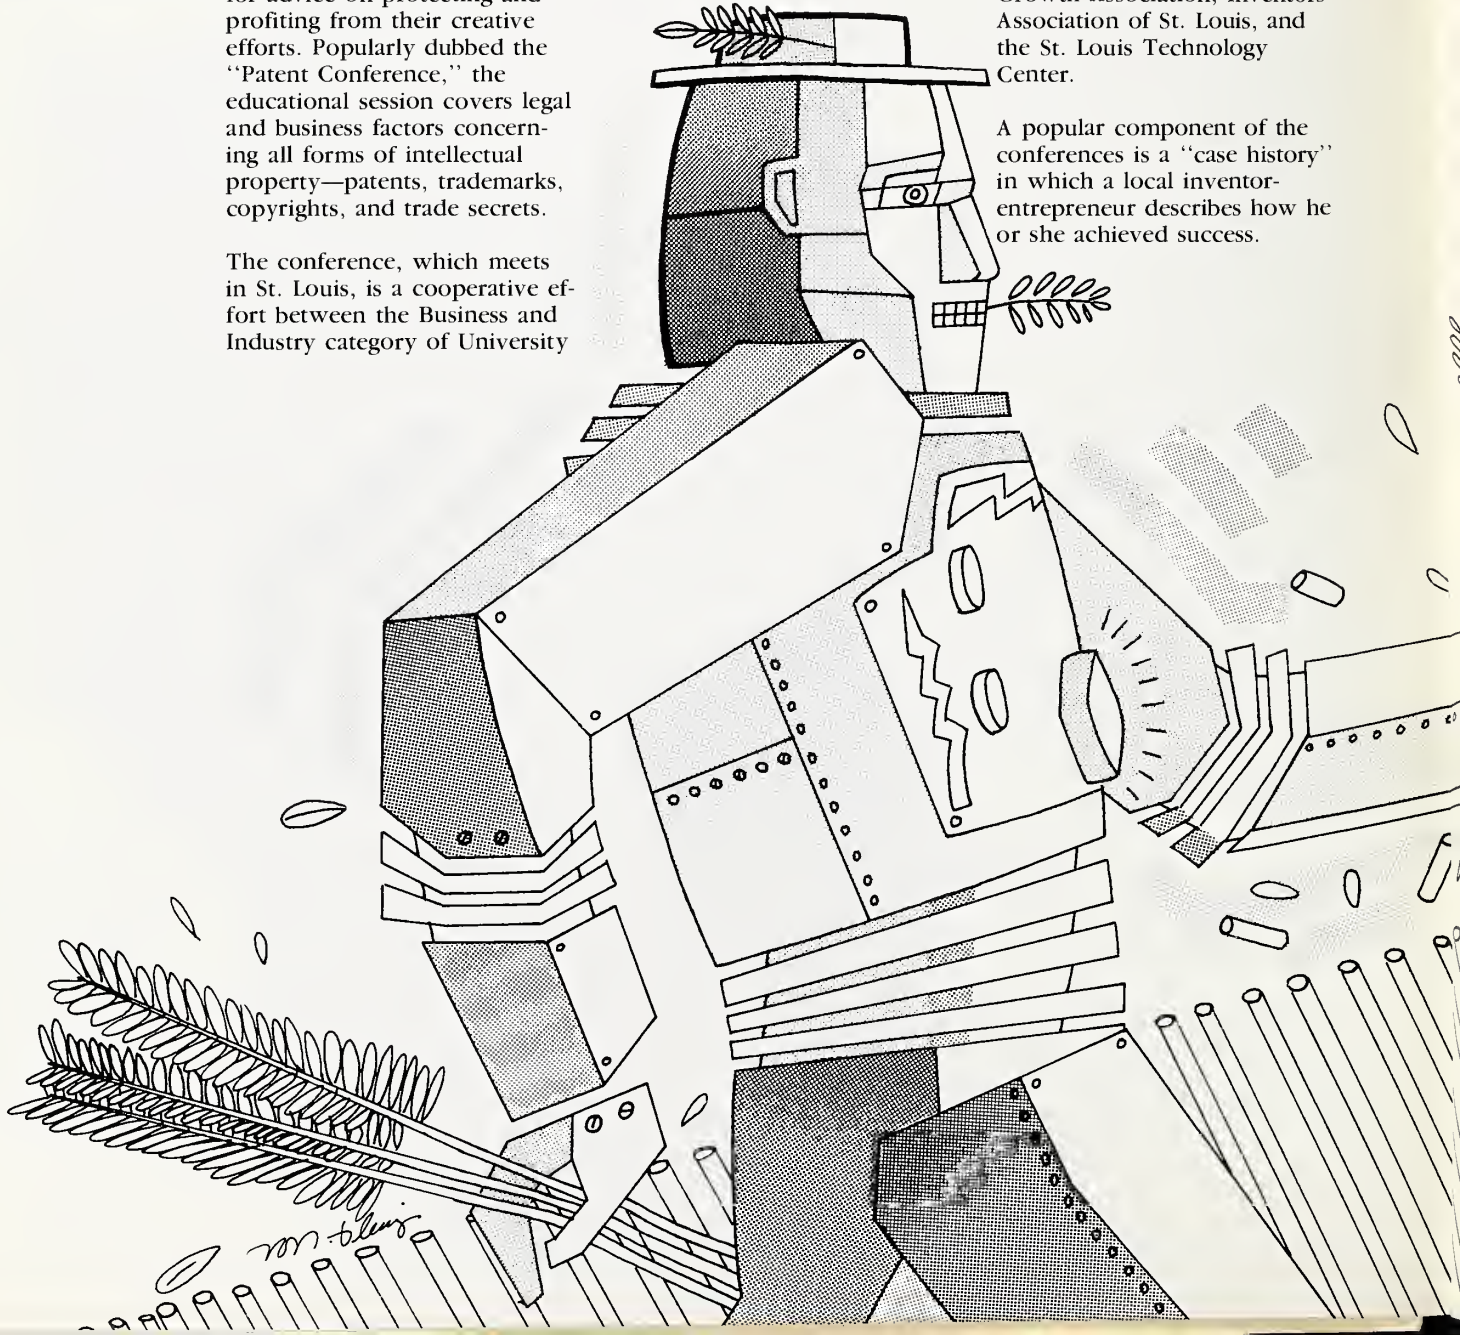 profiting from their creative
efforts. Popularly dubbed the
“Patent Conference,” the
educational session covers legal
and business factors concern-
ing all forms of intellectual
property—patents, trademarks,
copyrights, and trade secrets.
The conference, which meets
in St. Louis, is a cooperative ef-
fort between the Business and
Industry category of University
Association of St. Louis, and
the St. Louis Technology
Center.
A popular component of the
conferences is a “case history”
in which a local inventor-
entrepreneur describes how he
or she achieved success.